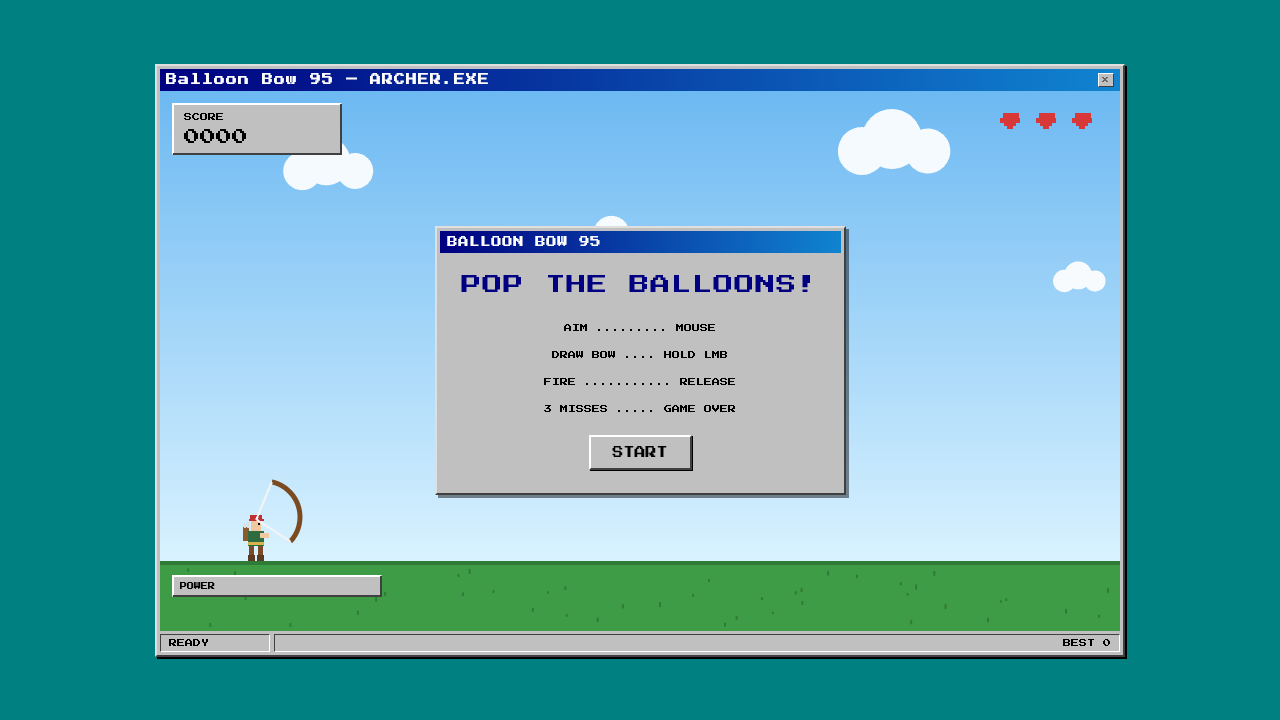 Balloon Bow 95 — ARCHER.EXE
SCORE
0000
BALLOON BOW 95
POP THE BALLOONS!
AIM ......... MOUSE
DRAW BOW .... HOLD LMB
FIRE ........... RELEASE
3 MISSES ..... GAME OVER
START
POWER
READY
BEST 0